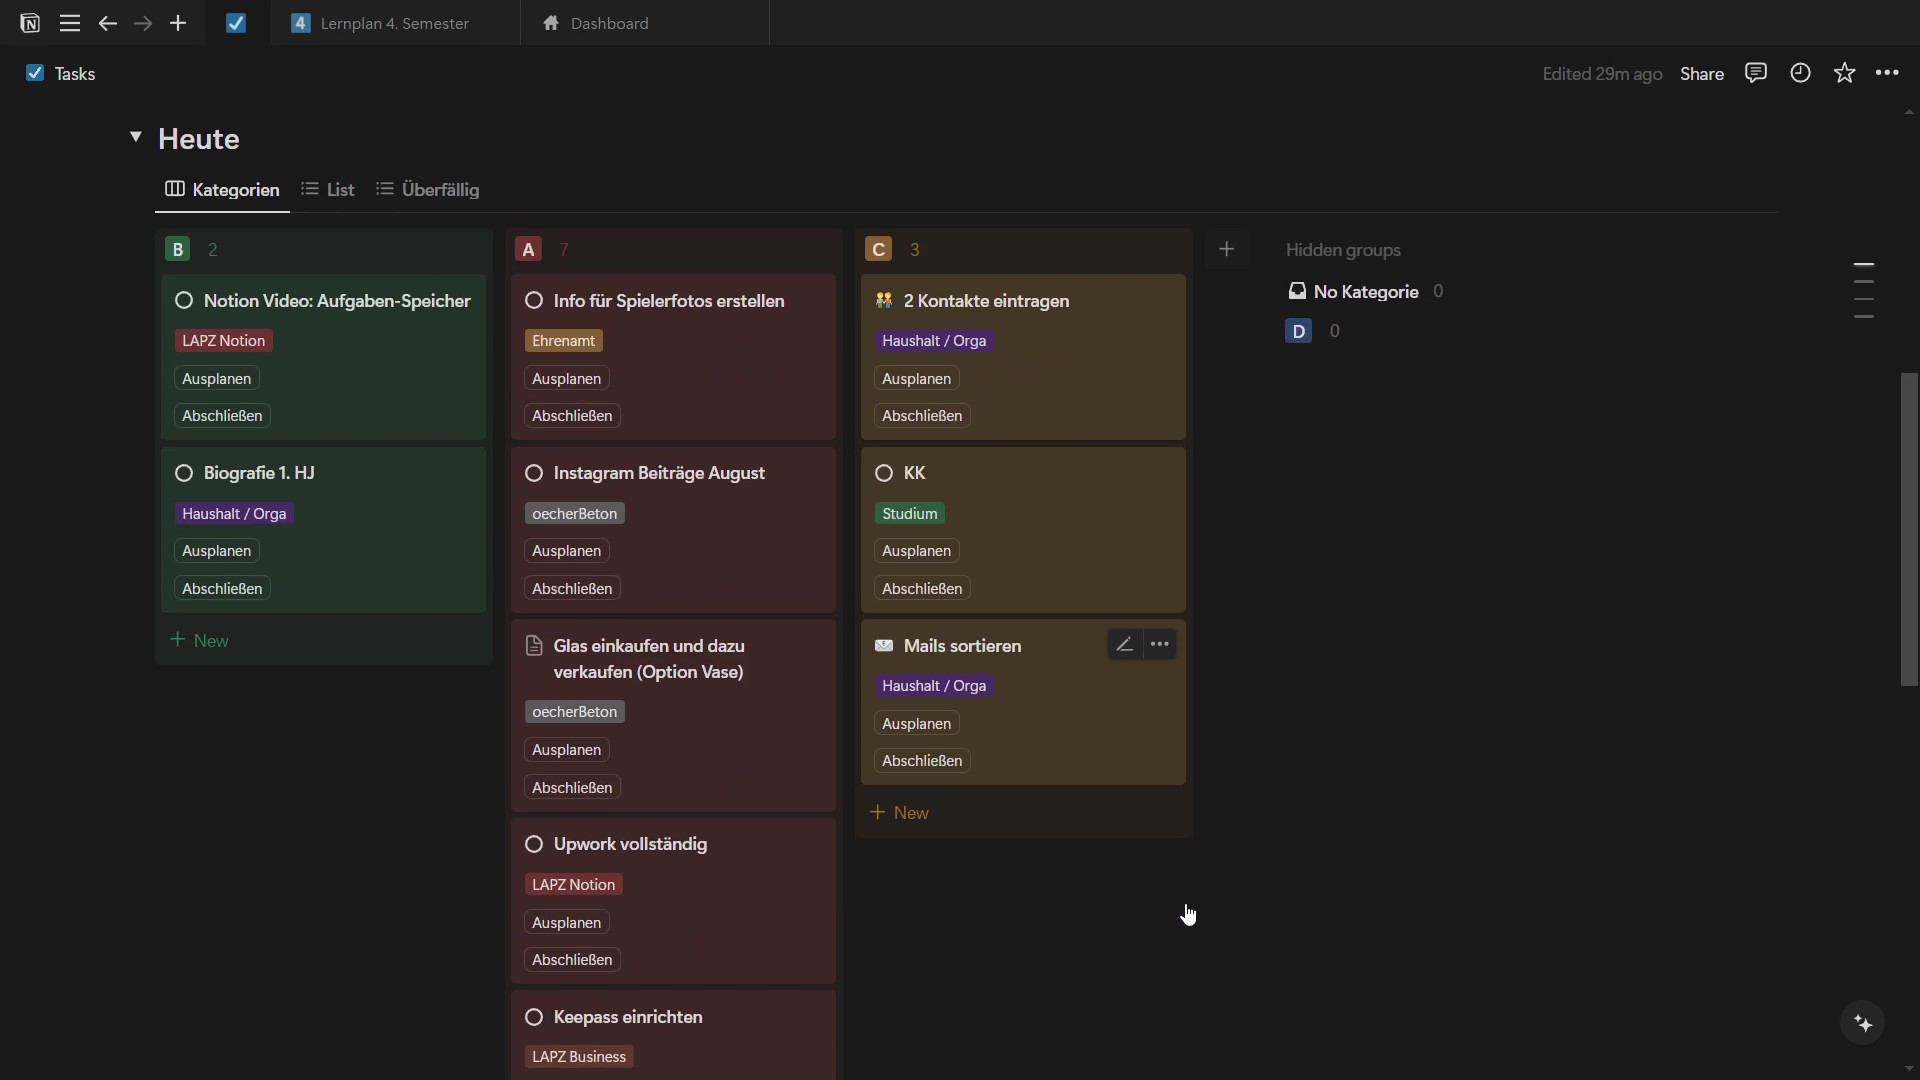 4 Lernplan 4. Semester
Dashboard
Tasks
Edited 29m ago
Share
Heute
Kategorien
List
Überfällig
B 2
Notion Video: Aufgaben-Speicher
LAPZ Notion
Ausplanen
Abschließen
Biografie 1. HJ
Haushalt / Orga
Ausplanen
Abschließen
+ New
A 7
Info für Spielerfotos erstellen
Ehrenamt
Ausplanen
Abschließen
Instagram Beiträge August
oecherBeton
Ausplanen
Abschließen
Glas einkaufen und dazu
verkaufen (Option Vase)
oecherBeton
Ausplanen
Abschließen
Upwork vollständig
LAPZ Notion
Ausplanen
Abschließen
Keepass einrichten
LAPZ Business
C 3
2 Kontakte eintragen
Haushalt / Orga
Ausplanen
Abschließen
KK
Studium
Ausplanen
Abschließen
Mails sortieren
Haushalt / Orga
Ausplanen
Abschließen
+ New
Hidden groups
No Kategorie 0
D 0